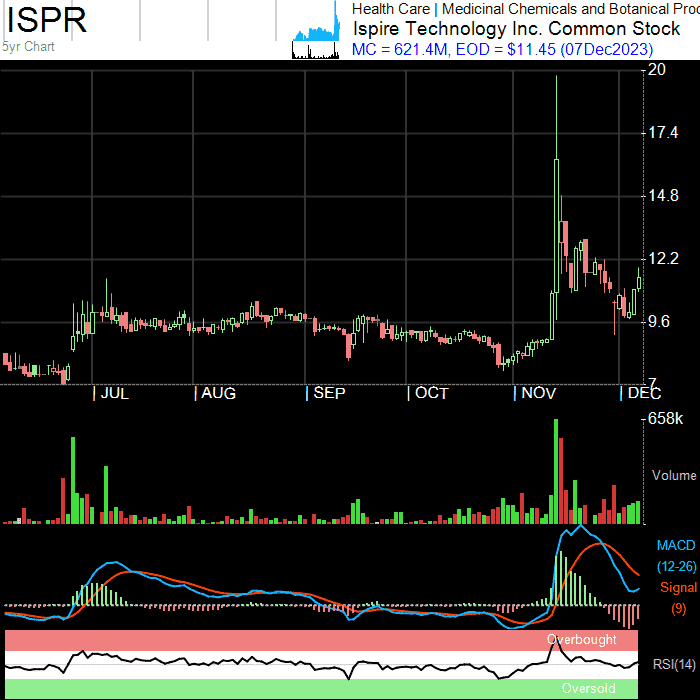 ISPR
5yr Chart
Health Care | Medicinal Chemicals and Botanical Proc
Ispire Technology Inc. Common Stock
MC = 621.4M, EOD = $11.45 (07Dec2023)
20
17.4
14.8
12.2
9.6
7
JUL AUG SEP OCT NOV DEC
658k
Volume
MACD
(12-26)
Signal
(9)
Overbought
RSI(14)
Oversold